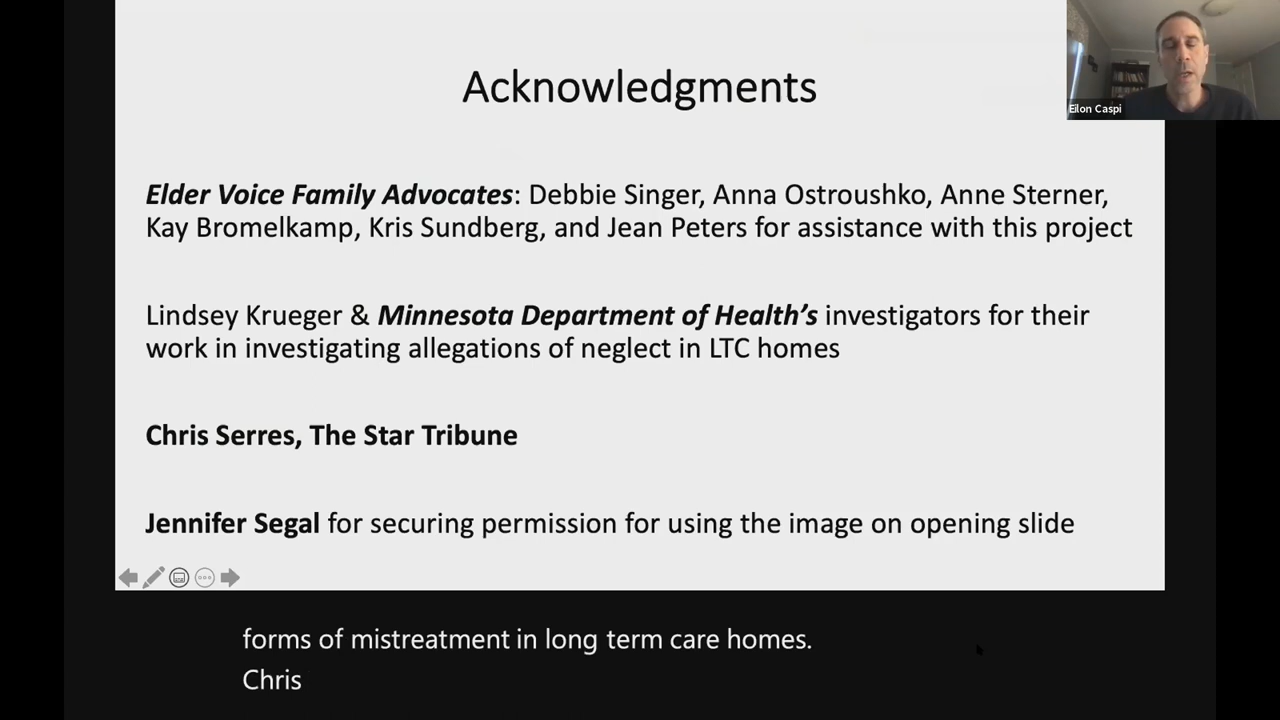 Acknowledgments
Eilon Caspi
Elder Voice Family Advocates: Debbie Singer, Anna Ostroushko, Anne Sterner,
Kay Bromelkamp, Kris Sundberg, and Jean Peters for assistance with this project
Lindsey Krueger & Minnesota Department of Health’s investigators for their
work in investigating allegations of neglect in LTC homes
Chris Serres, The Star Tribune
Jennifer Segal for securing permission for using the image on opening slide
forms of mistreatment in long term care homes.
Chris